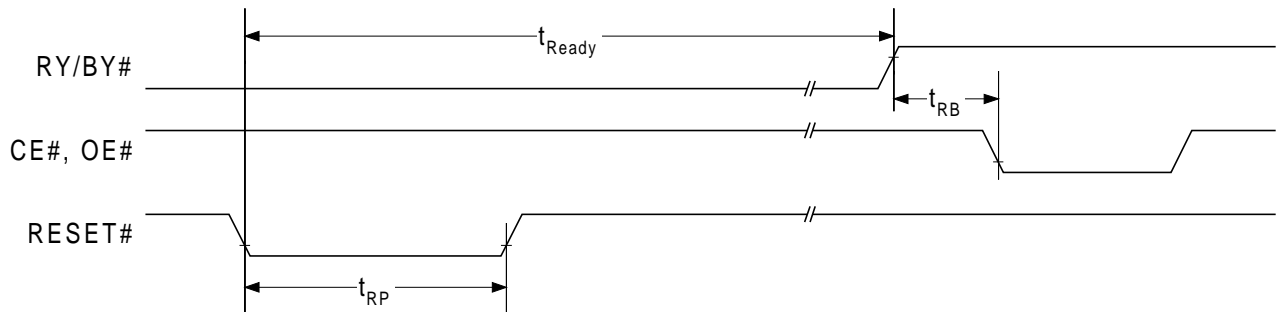 tReady
RY/BY#
tRB
CE#, OE#
RESET#
tRP